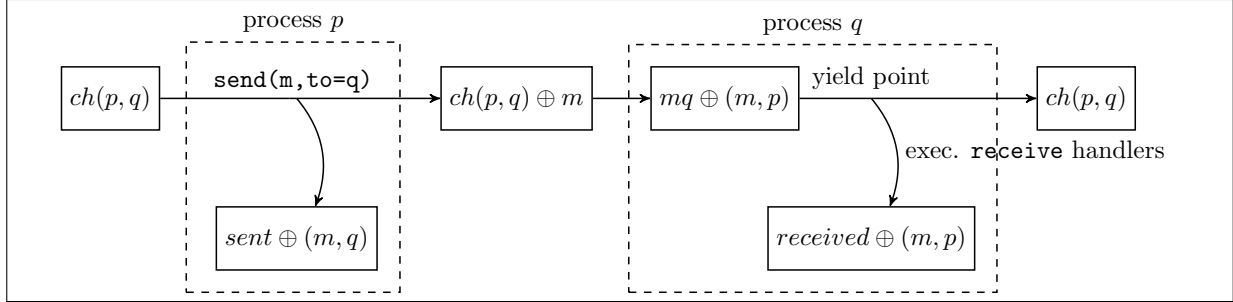 process p
process q
send(m,to=q)
yield point
ch(p, q)
ch(p, q) ⊕ m
mq ⊕ (m, p)
ch(p, q)
exec. receive handlers
sent ⊕ (m, q)
received ⊕ (m, p)